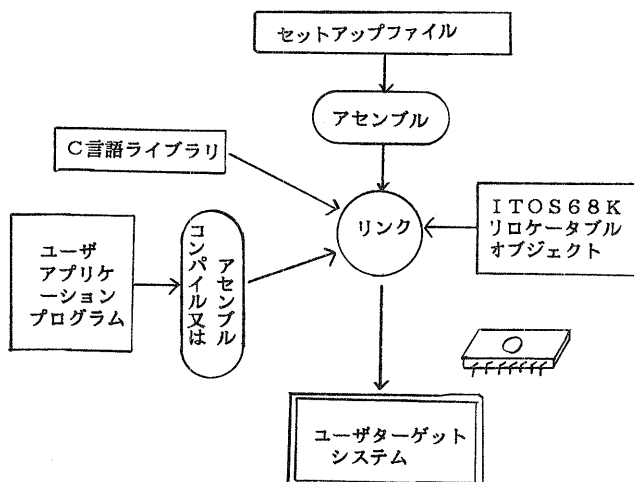 セットアップファイル
アセンブル
C言語ライブラリ
リンク
ITOS68K
リロケータブル
オブジェクト
ユーザ
アプリケ
ーション
プログラム
コンパイル又は
アセンブル
ユーザターゲット
システム